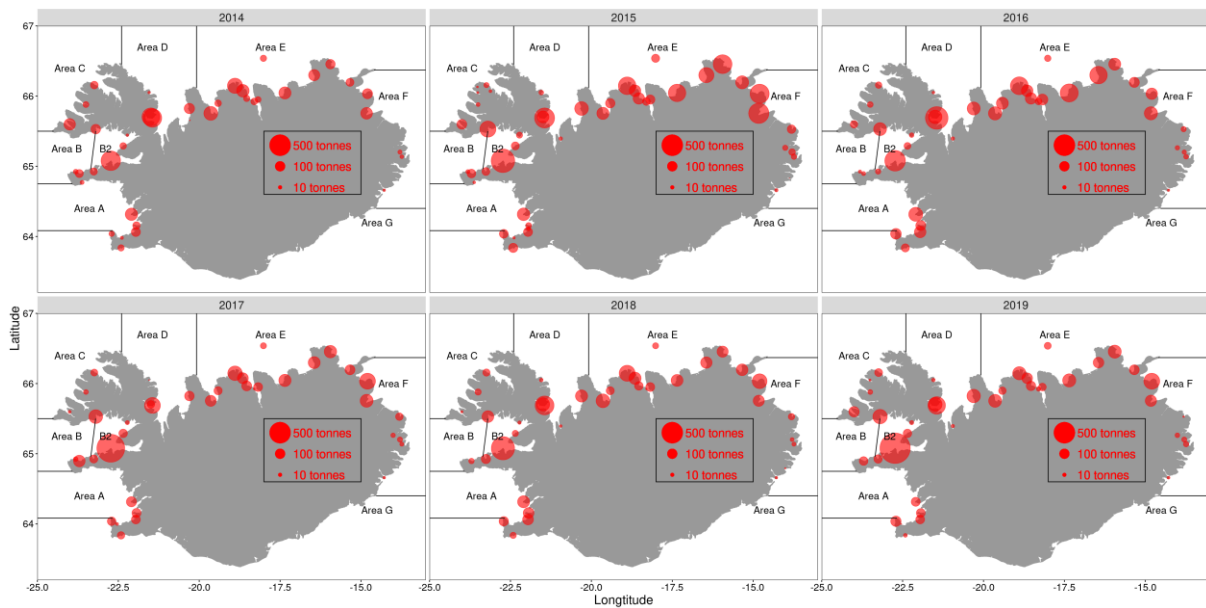 2014
2015
2016
67
Area D
Area E
Area D
Area E
Area D
Area E
Area C
Area C
Area C
66
Area F
Area F
Area F
500 tonnes
500 tonnes
500 tonnes
Area B
B2
Area B
B2
Area B
B2
100 tonnes
100 tonnes
100 tonnes
65
10 tonnes
10 tonnes
10 tonnes
Area A
Area A
Area A
Area G
Area G
Area G
64
2017
2018
2019
67
Latitude
Area D
Area E
Area D
Area E
Area D
Area E
Area C
Area C
Area C
66
Area F
Area F
Area F
500 tonnes
500 tonnes
500 tonnes
Area B
B2
Area B
B2
Area B
B2
100 tonnes
100 tonnes
100 tonnes
65
10 tonnes
10 tonnes
10 tonnes
Area A
Area A
Area A
Area G
Area G
Area G
64
-25.0 -22.5 -20.0 -17.5 -15.0 -25.0 -22.5 -20.0 -17.5 -15.0 -25.0 -22.5 -20.0 -17.5 -15.0
Longtitude